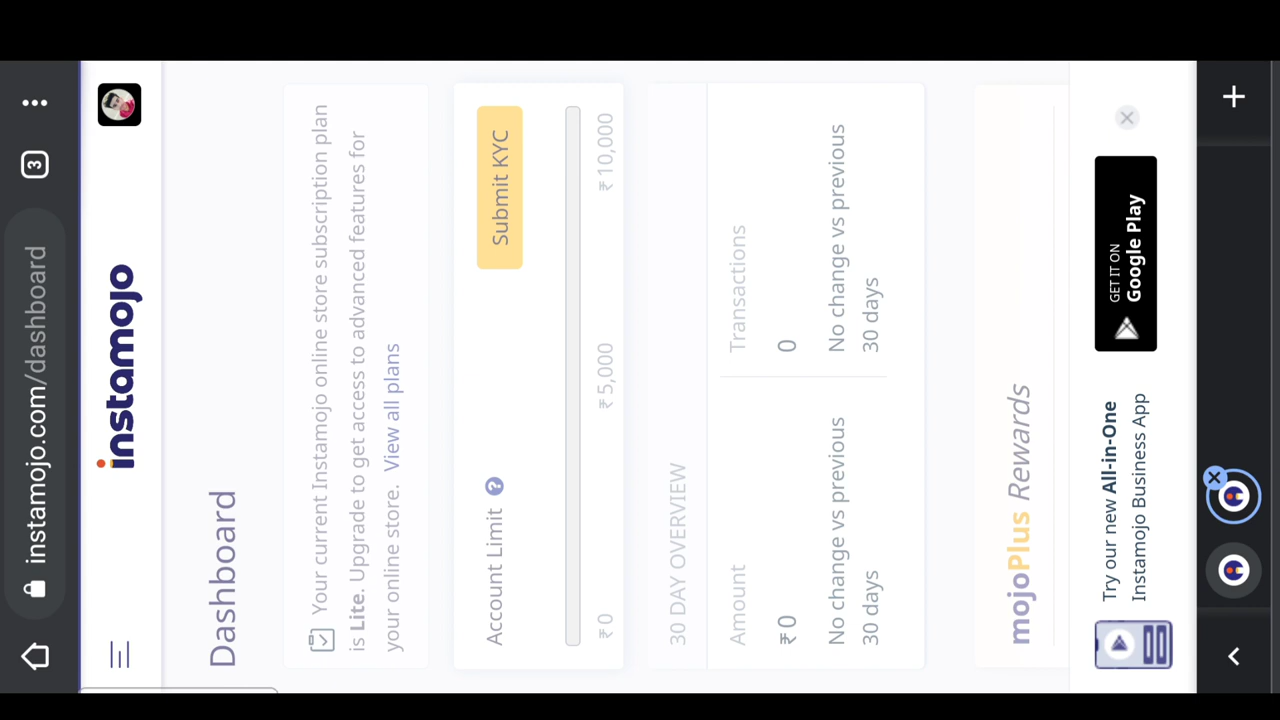 instamojo.com/dashboard
3
instamojo
Dashboard
Your current Instamojo online store subscription plan
is Lite. Upgrade to get access to advanced features for
your online store. View all plans
Account Limit ?
Submit KYC
₹ 0
₹ 5,000
₹ 10,000
30 DAY OVERVIEW
Amount
₹ 0
No change vs previous
30 days
Transactions
0
No change vs previous
30 days
mojoPlus Rewards
Try our new All-in-One
Instamojo Business App
GET IT ON
Google Play